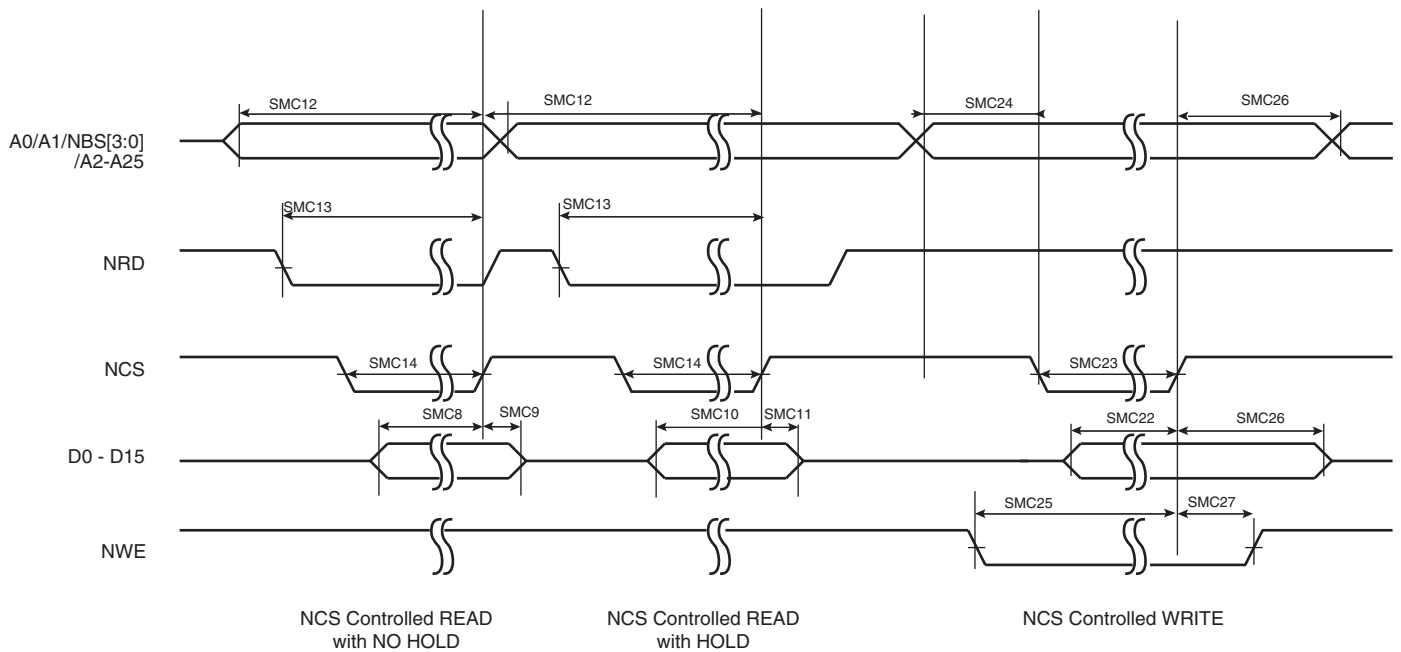 SMC12
SMC12
SMC24
SMC26
A0/A1/NBS[3:0]
/A2-A25
SMC13
SMC13
NRD
NCS
SMC14
SMC14
SMC23
SMC8
SMC9
SMC10
SMC11
SMC22
SMC26
D0 - D15
SMC25
SMC27
NWE
NCS Controlled READ
with NO HOLD
NCS Controlled READ
with HOLD
NCS Controlled WRITE